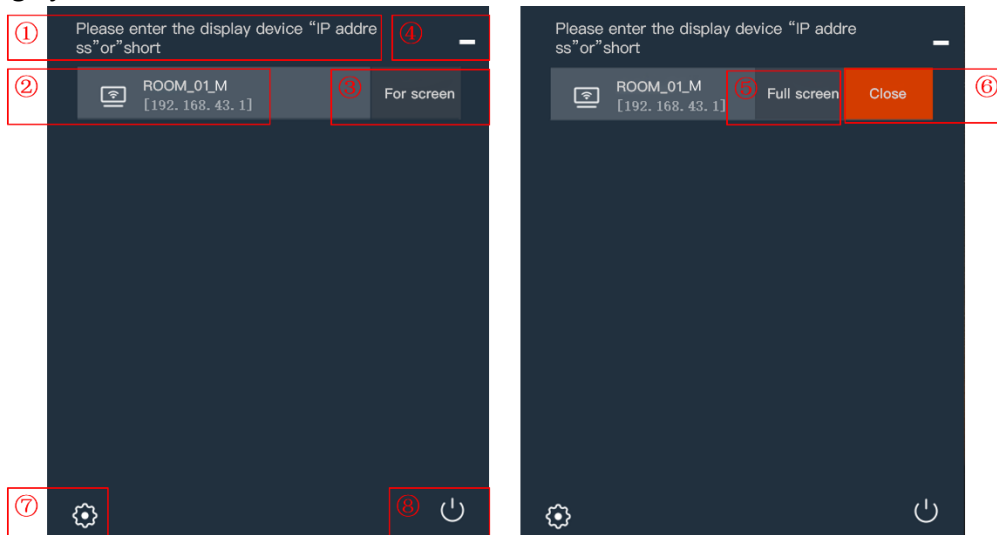 ① Please enter the display device “IP addre ④
ss”or”short
② ROOM_01_M ③ For screen
[192. 168. 43. 1]
⑦ ⑧
Please enter the display device “IP addre
ss”or”short
ROOM_01_M ⑤ Full screen Close ⑥
[192. 168. 43. 1]